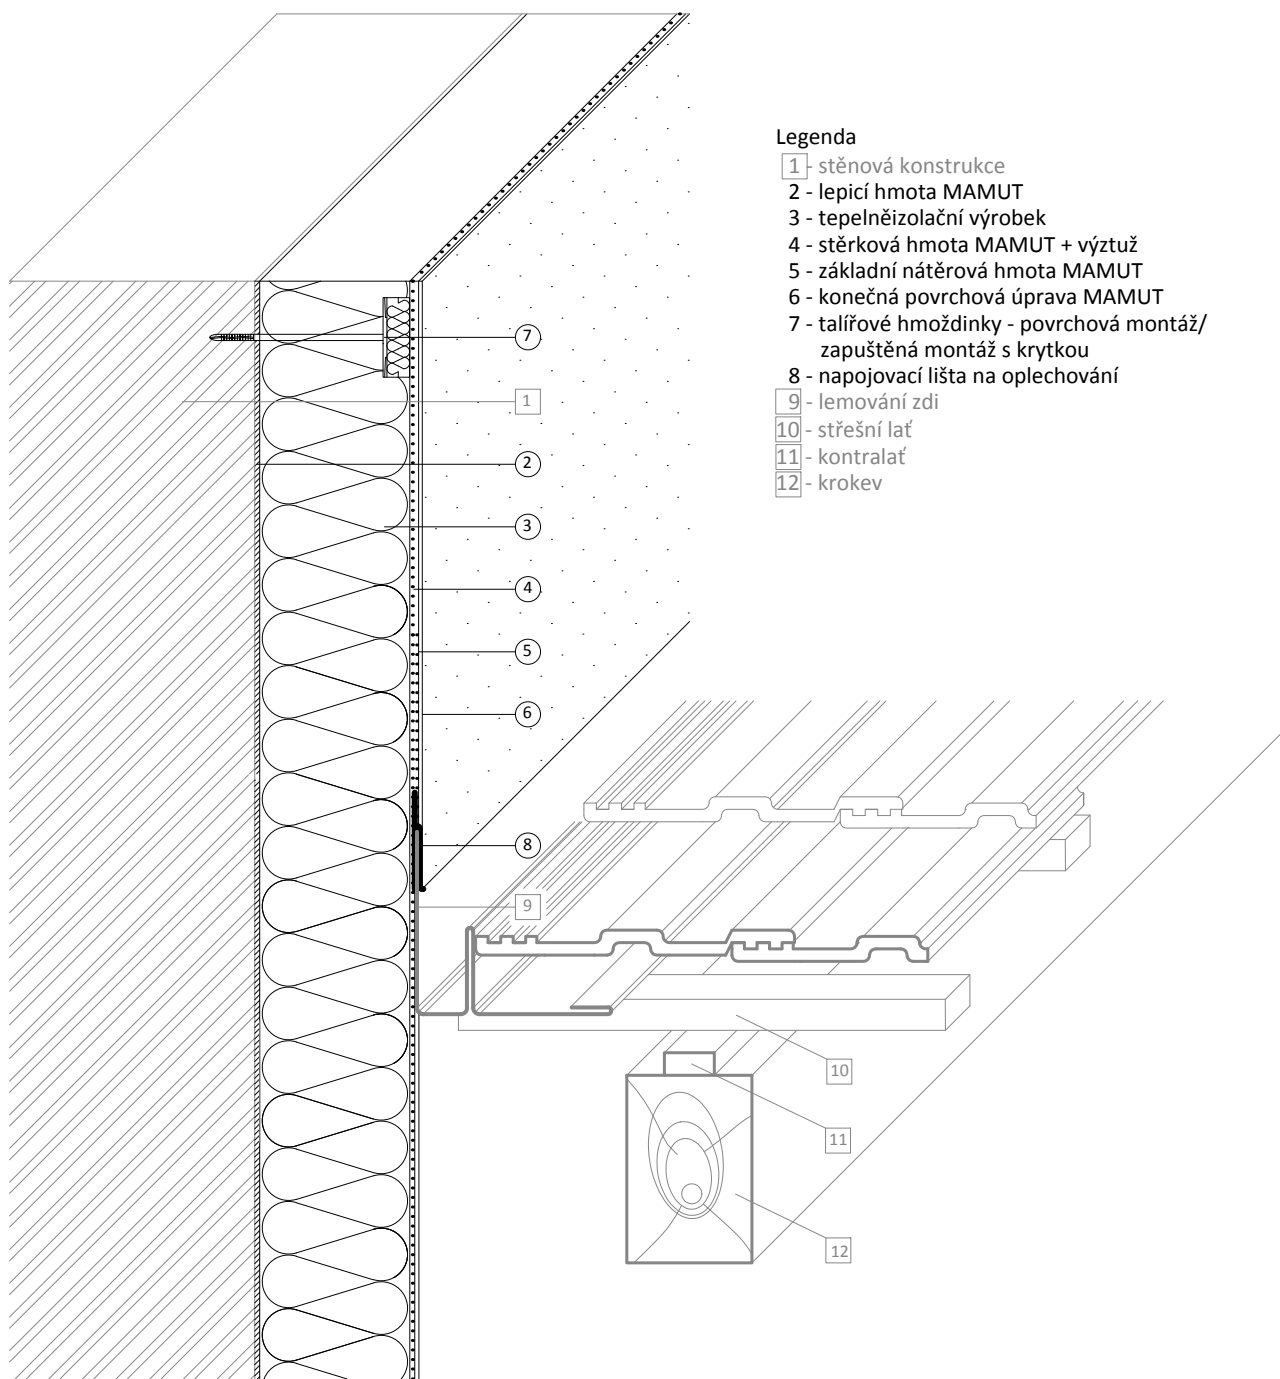 Legenda
1 - stěnová konstrukce
2 - lepicí hmota MAMUT
3 - tepelněizolační výrobek
4 - stěrková hmota MAMUT + výztuž
5 - základní nátěrová hmota MAMUT
6 - konečná povrchová úprava MAMUT
7 - talířové hmoždinky - povrchová montáž/
zapuštěná montáž s krytkou
8 - napojovací lišta na oplechování
9 - lemování zdi
10 - střešní lať
11 - kontralať
12 - krokev
7
1
2
3
4
5
6
8
9
10
11
12